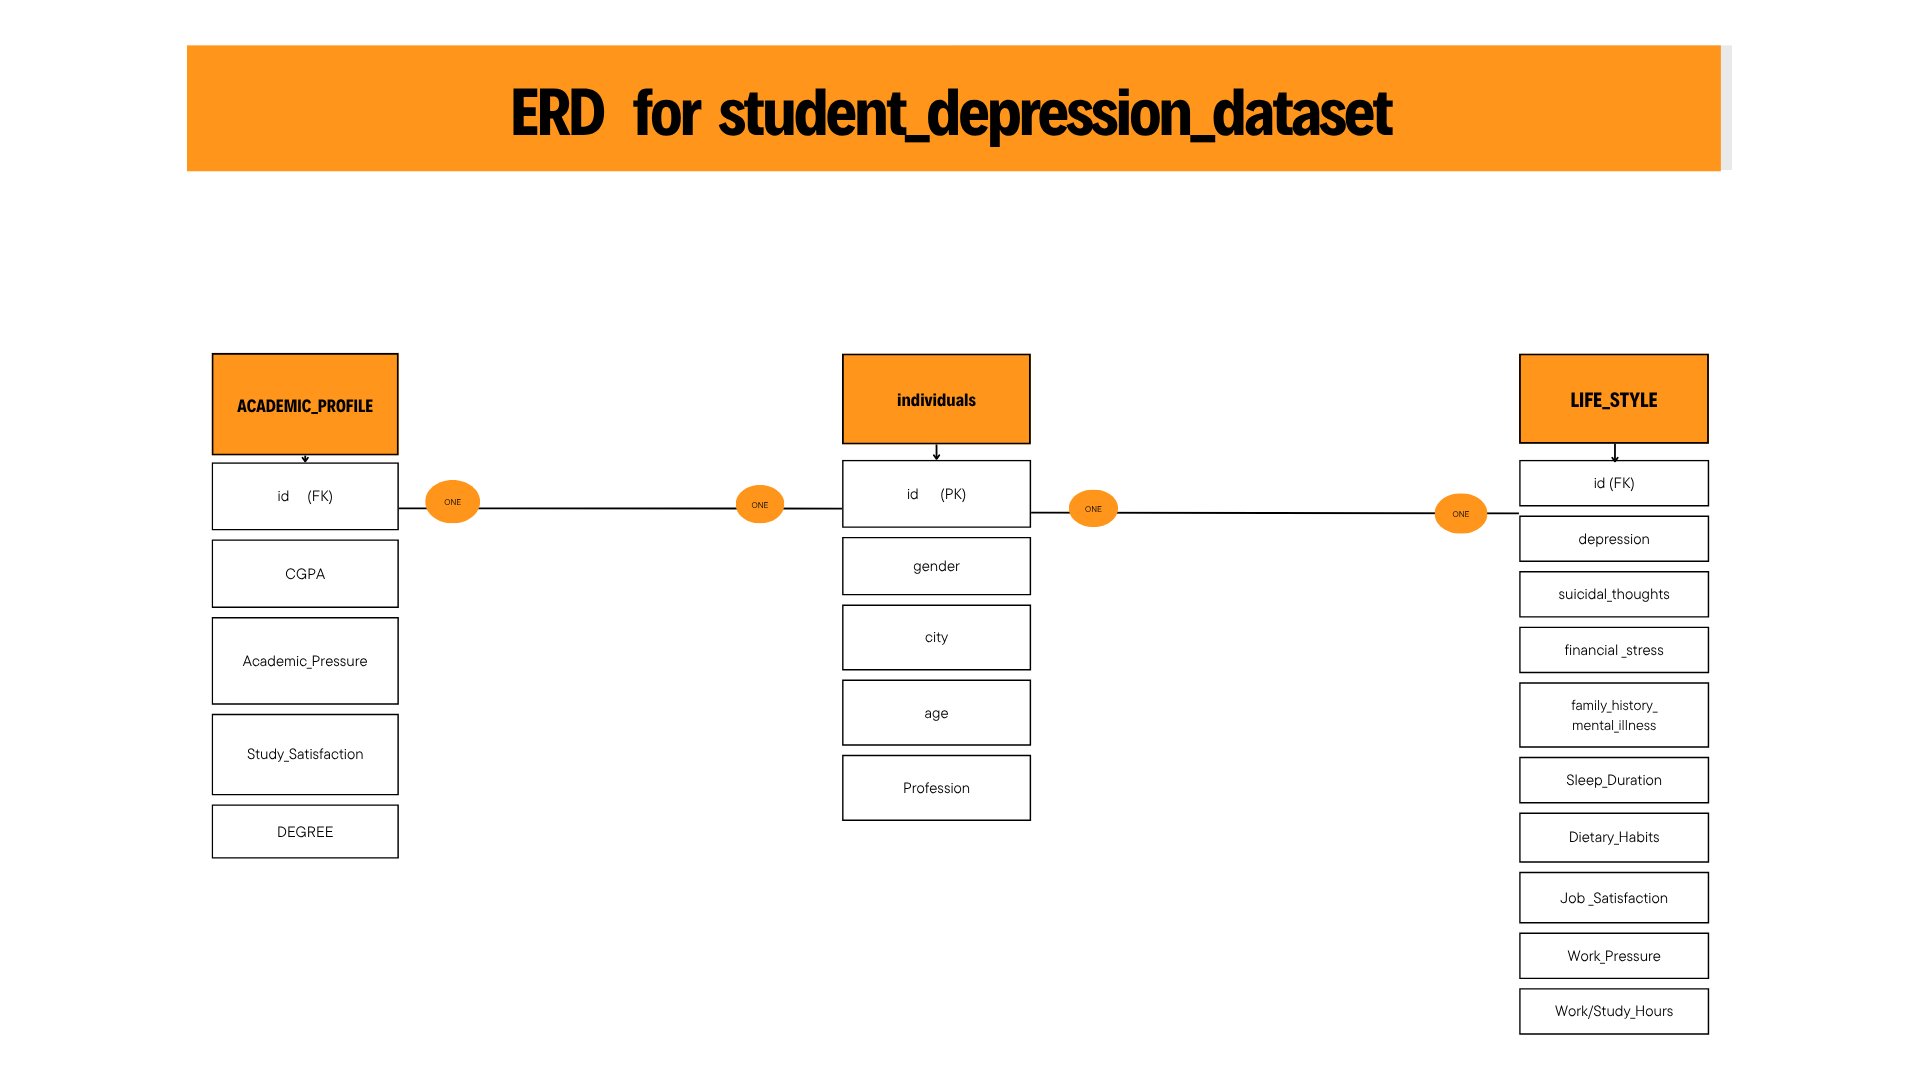 ERD for student_depression_dataset
ACADEMIC_PROFILE
id (FK)
CGPA
Academic_Pressure
Study_Satisfaction
DEGREE
ONE
ONE
individuals
id (PK)
gender
city
age
Profession
ONE
ONE
LIFE_STYLE
id (FK)
depression
suicidal_thoughts
financial _stress
family_history_
mental_illness
Sleep_Duration
Dietary_Habits
Job _Satisfaction
Work_Pressure
Work/Study_Hours